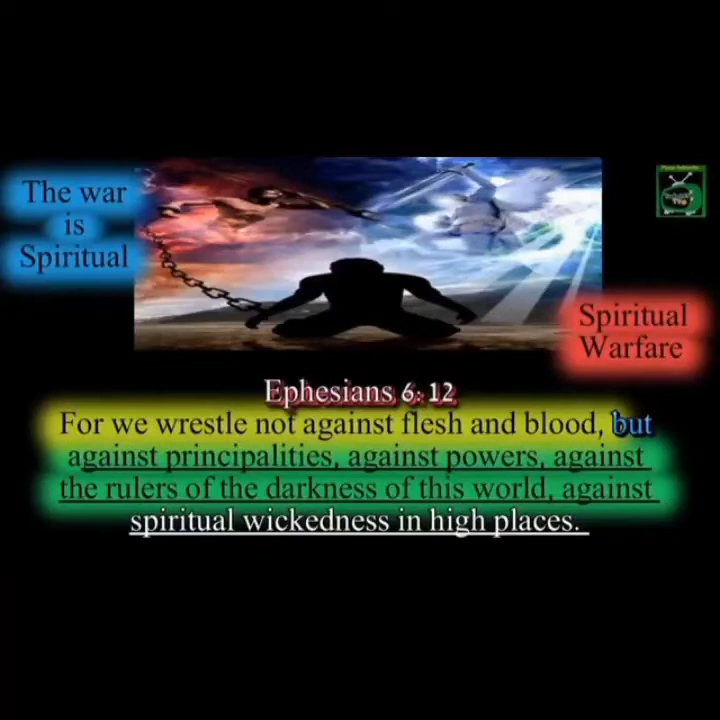 The war
is
Spiritual
Spiritual
Warfare
Ephesians 6: 12
For we wrestle not against flesh and blood, but
against principalities, against powers, against
the rulers of the darkness of this world, against
spiritual wickedness in high places.